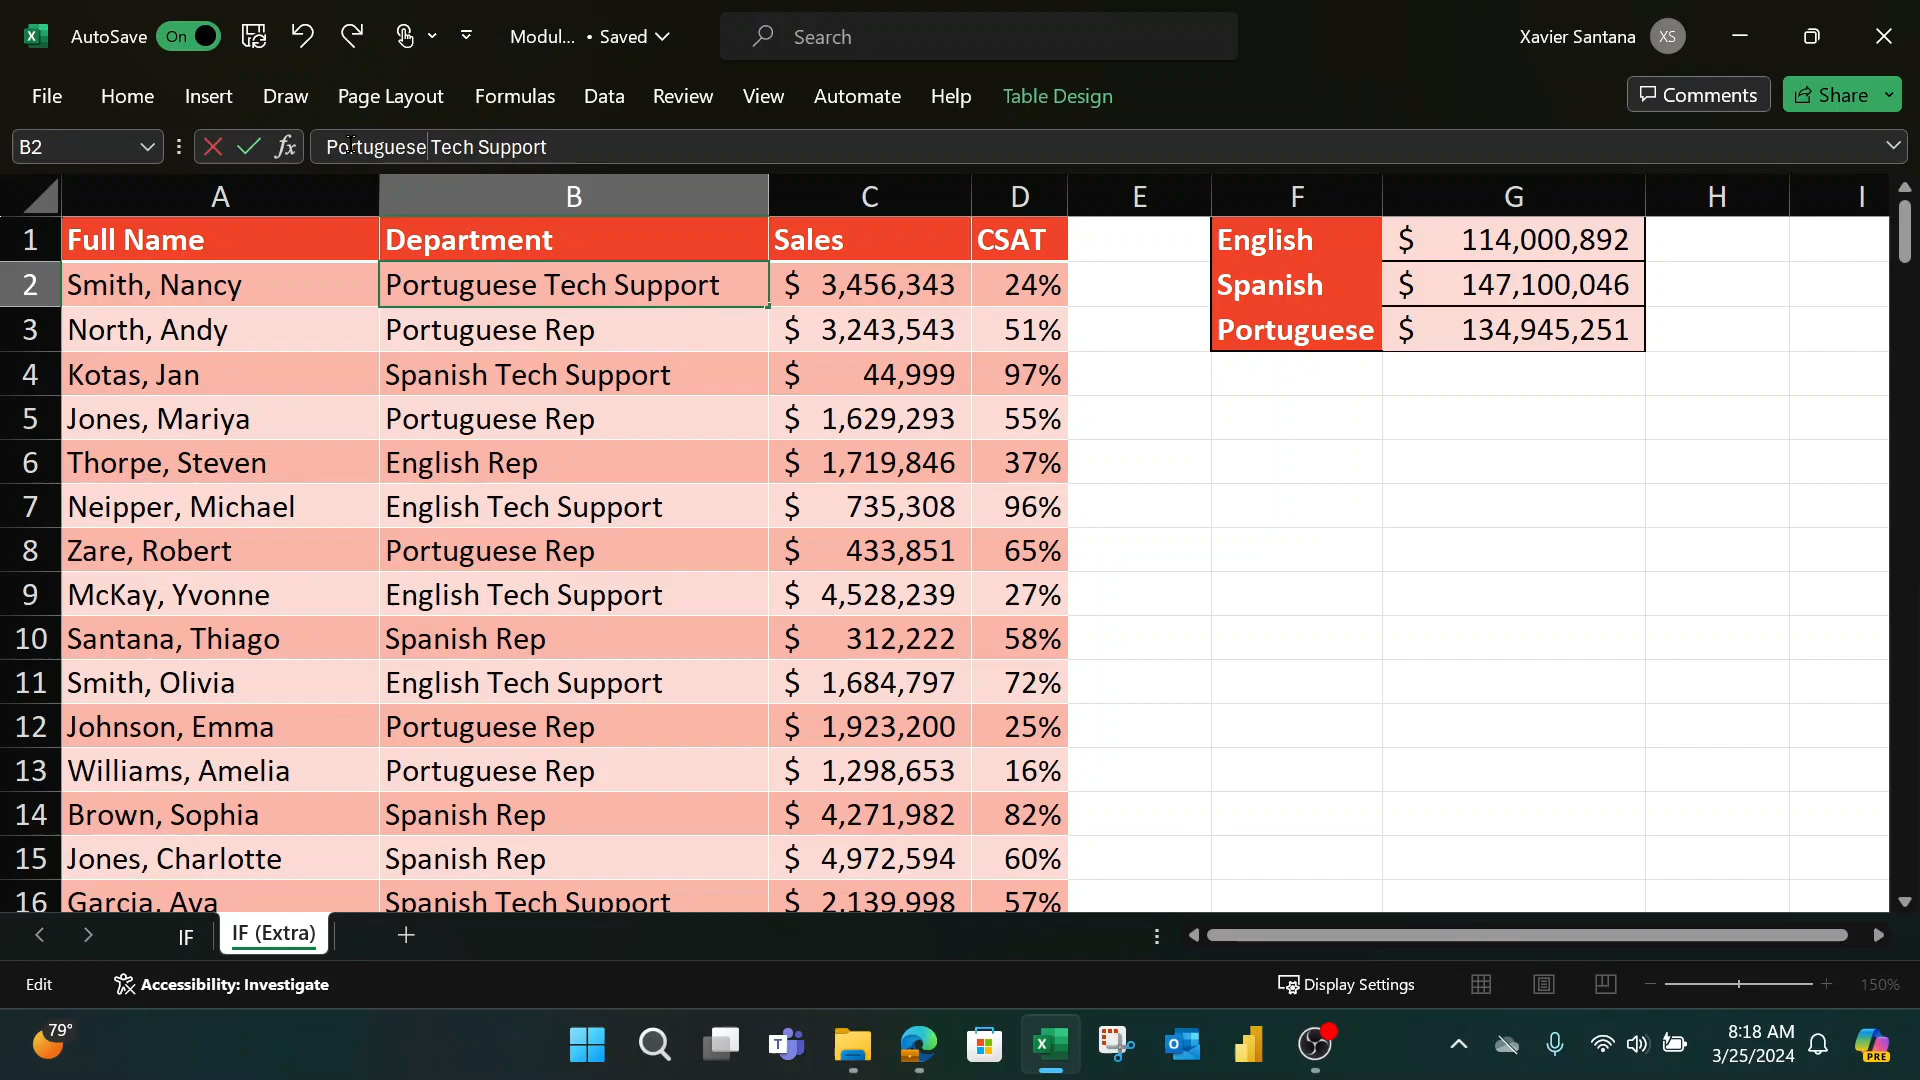 AutoSave On Modul... • Saved Search Xavier Santana XS
File Home Insert Draw Page Layout Formulas Data Review View Automate Help Table Design Comments Share
B2 fx Portuguese Tech Support
A B C D E F G H I
1 Full Name Department Sales CSAT English $ 114,000,892
2 Smith, Nancy Portuguese Tech Support $ 3,456,343 24% Spanish $ 147,100,046
3 North, Andy Portuguese Rep $ 3,243,543 51% Portuguese $ 134,945,251
4 Kotas, Jan Spanish Tech Support $ 44,999 97%
5 Jones, Mariya Portuguese Rep $ 1,629,293 55%
6 Thorpe, Steven English Rep $ 1,719,846 37%
7 Neipper, Michael English Tech Support $ 735,308 96%
8 Zare, Robert Portuguese Rep $ 433,851 65%
9 McKay, Yvonne English Tech Support $ 4,528,239 27%
10 Santana, Thiago Spanish Rep $ 312,222 58%
11 Smith, Olivia English Tech Support $ 1,684,797 72%
12 Johnson, Emma Portuguese Rep $ 1,923,200 25%
13 Williams, Amelia Portuguese Rep $ 1,298,653 16%
14 Brown, Sophia Spanish Rep $ 4,271,982 82%
15 Jones, Charlotte Spanish Rep $ 4,972,594 60%
16 Garcia, Ava Spanish Tech Support $ 2,139,998 57%
IF IF (Extra)
Edit Accessibility: Investigate Display Settings 150%
79° 8:18 AM
3/25/2024 PRE